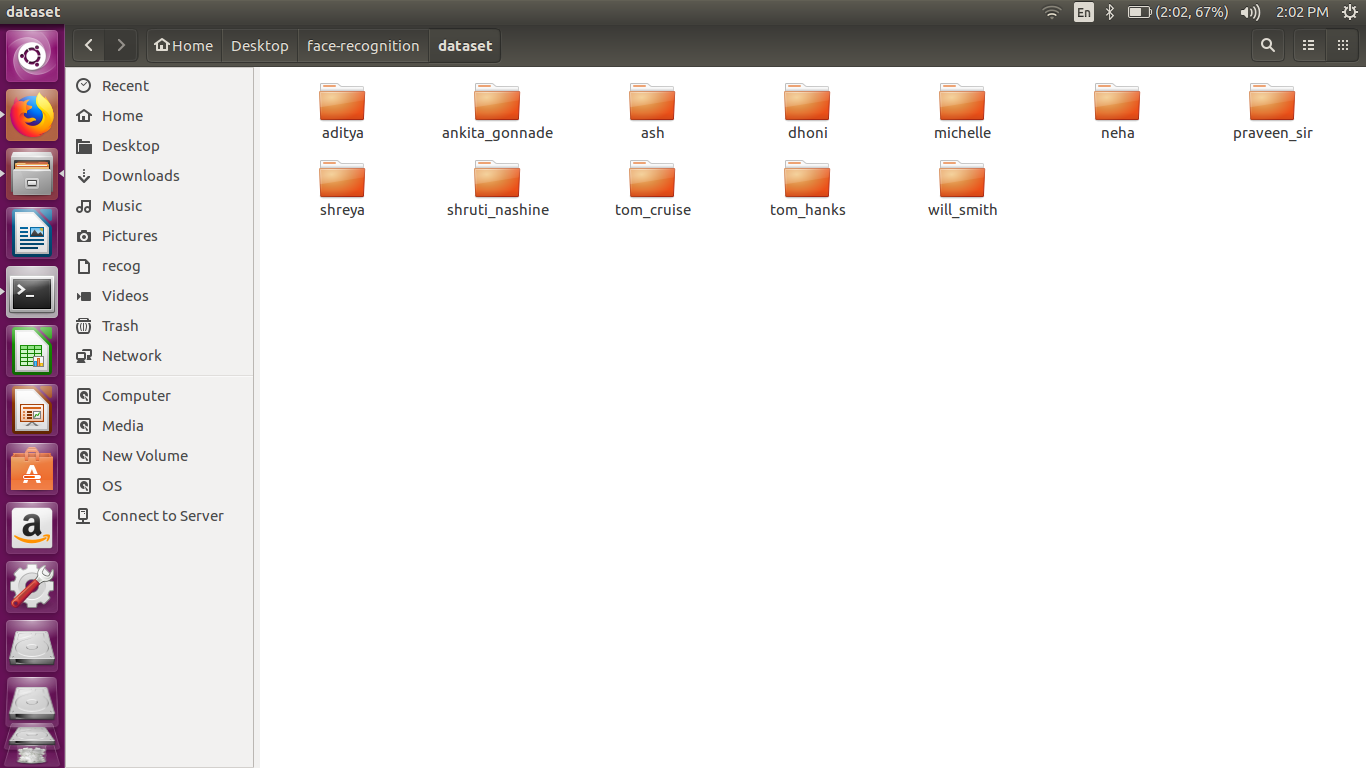 dataset
En (2:02, 67%) 2:02 PM
Home Desktop face-recognition dataset
Recent
Home
Desktop
Downloads
Music
Pictures
recog
Videos
Trash
Network
Computer
Media
New Volume
OS
Connect to Server
aditya ankita_gonnade ash dhoni michelle neha praveen_sir
shreya shruti_nashine tom_cruise tom_hanks will_smith